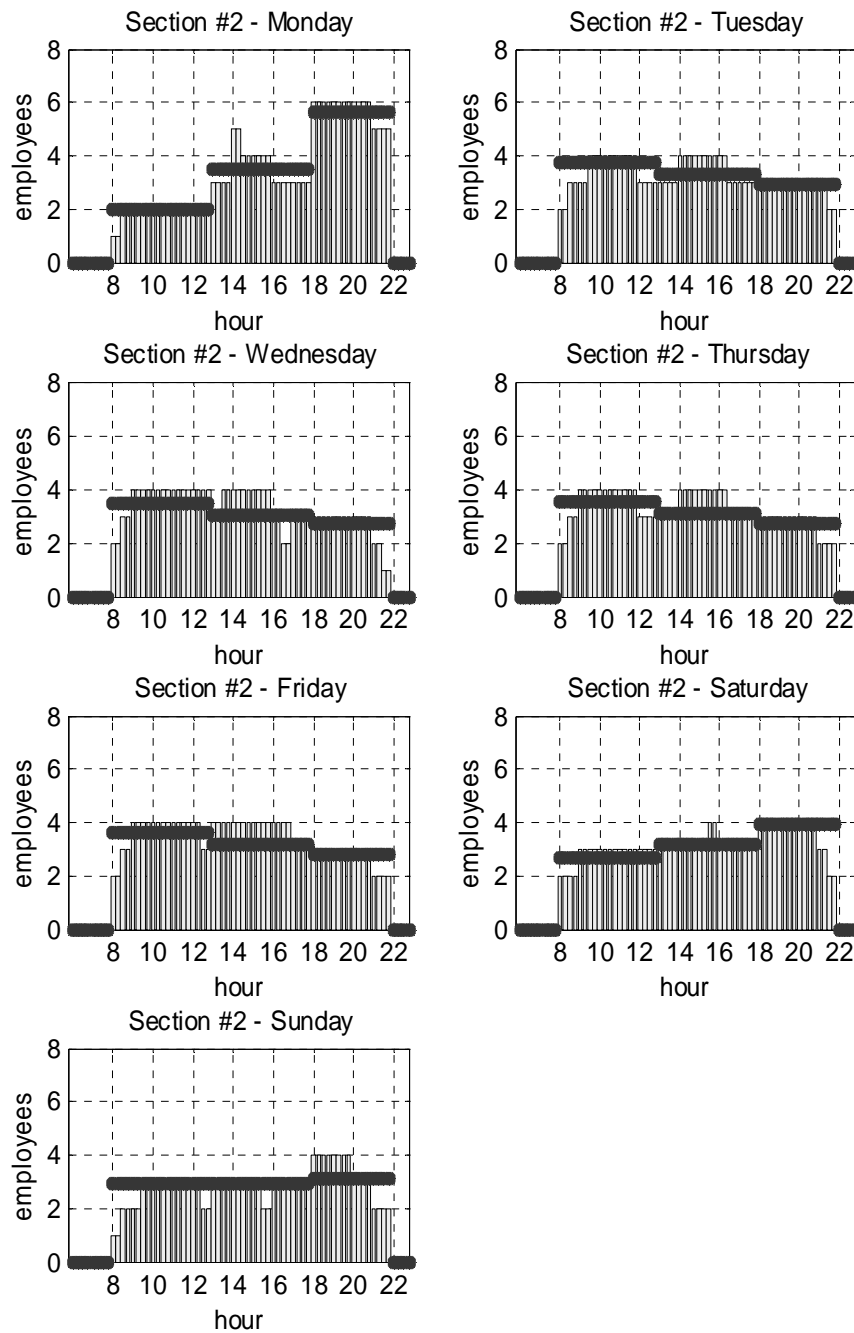 Section #2 - Monday
8
6
4
2
0
employees
8 10 12 14 16 18 20 22
hour
Section #2 - Tuesday
8
6
4
2
0
employees
8 10 12 14 16 18 20 22
hour
Section #2 - Wednesday
8
6
4
2
0
employees
8 10 12 14 16 18 20 22
hour
Section #2 - Thursday
8
6
4
2
0
employees
8 10 12 14 16 18 20 22
hour
Section #2 - Friday
8
6
4
2
0
employees
8 10 12 14 16 18 20 22
hour
Section #2 - Saturday
8
6
4
2
0
employees
8 10 12 14 16 18 20 22
hour
Section #2 - Sunday
8
6
4
2
0
employees
8 10 12 14 16 18 20 22
hour